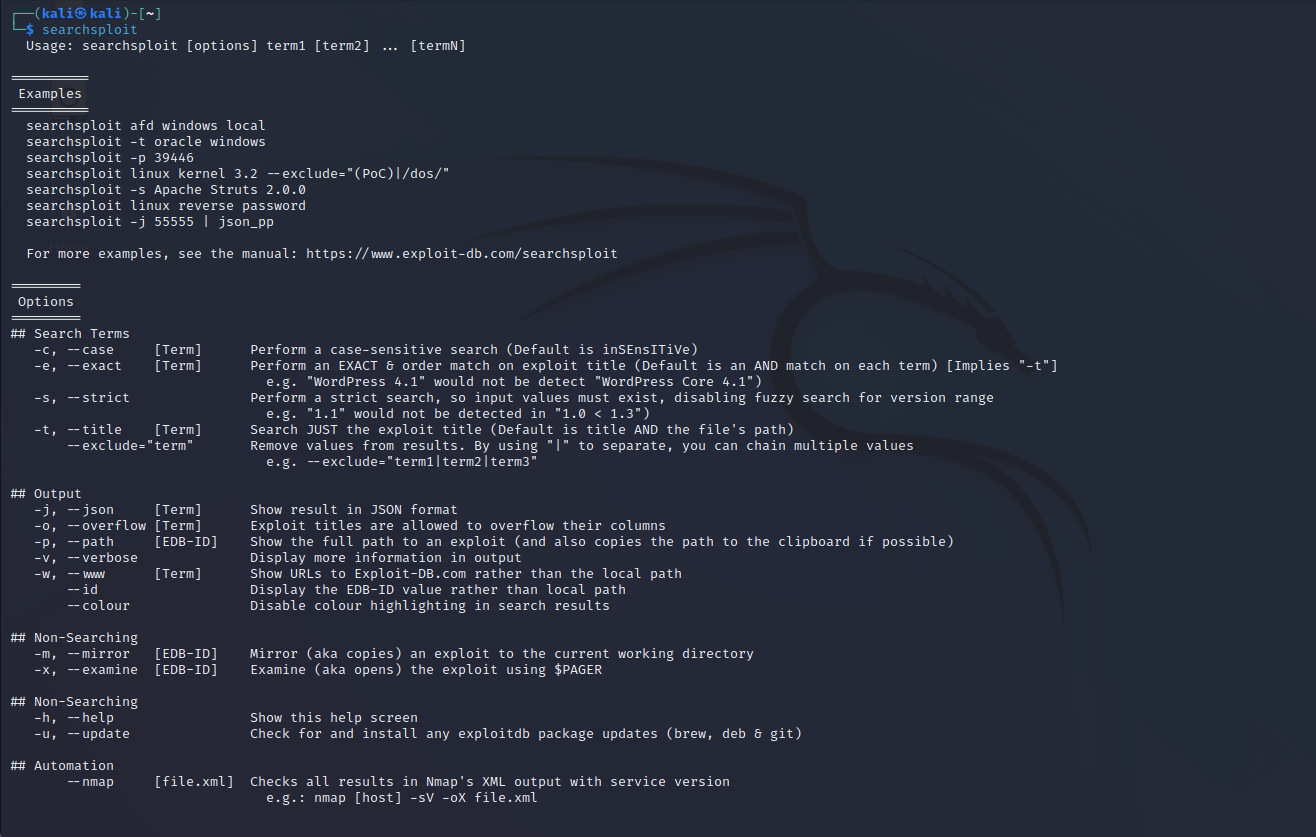 ┌──(kali㉿kali)-[~]
└─$ searchsploit
  Usage: searchsploit [options] term1 [term2] ... [termN]

==========
 Examples
==========
  searchsploit afd windows local
  searchsploit -t oracle windows
  searchsploit -p 39446
  searchsploit linux kernel 3.2 --exclude="(PoC)|/dos/"
  searchsploit -s Apache Struts 2.0.0
  searchsploit linux reverse password
  searchsploit -j 55555 | json_pp

  For more examples, see the manual: https://www.exploit-db.com/searchsploit

=========
 Options
=========
## Search Terms
   -c, --case     [Term]      Perform a case-sensitive search (Default is inSEnsITiVe)
   -e, --exact    [Term]      Perform an EXACT & order match on exploit title (Default is an AND match on each term) [Implies "-t"]
                                e.g. "WordPress 4.1" would not be detect "WordPress Core 4.1")
   -s, --strict               Perform a strict search, so input values must exist, disabling fuzzy search for version range
                                e.g. "1.1" would not be detected in "1.0 < 1.3")
   -t, --title    [Term]      Search JUST the exploit title (Default is title AND the file's path)
       --exclude="term"       Remove values from results. By using "|" to separate, you can chain multiple values
                                e.g. --exclude="term1|term2|term3"

## Output
   -j, --json     [Term]      Show result in JSON format
   -o, --overflow [Term]      Exploit titles are allowed to overflow their columns
   -p, --path     [EDB-ID]    Show the full path to an exploit (and also copies the path to the clipboard if possible)
   -v, --verbose              Display more information in output
   -w, --www      [Term]      Show URLs to Exploit-DB.com rather than the local path
       --id                   Display the EDB-ID value rather than local path
       --colour               Disable colour highlighting in search results

## Non-Searching
   -m, --mirror   [EDB-ID]    Mirror (aka copies) an exploit to the current working directory
   -x, --examine  [EDB-ID]    Examine (aka opens) the exploit using $PAGER

## Non-Searching
   -h, --help                 Show this help screen
   -u, --update               Check for and install any exploitdb package updates (brew, deb & git)

## Automation
       --nmap     [file.xml]  Checks all results in Nmap's XML output with service version
                                e.g.: nmap [host] -sV -oX file.xml